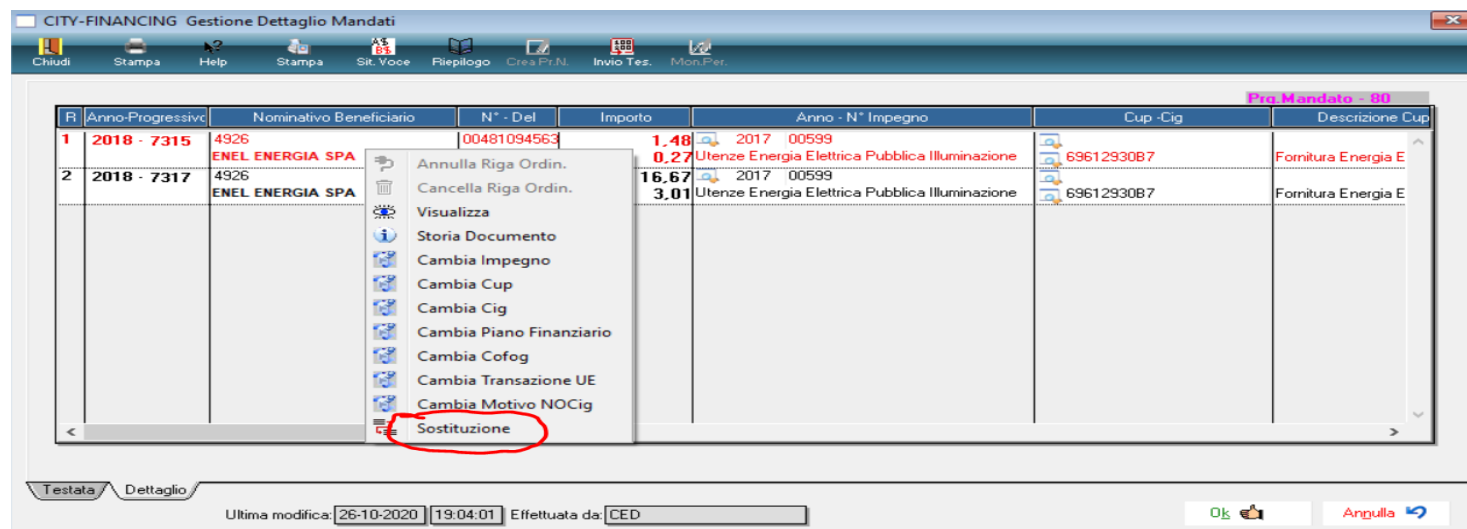 CITY-FINANCING Gestione Dettaglio Mandati
Chiudi Stampa Help Stampa Sit. Voce Riepilogo Crea Pr.N. Invio Tes. Mon.Per.
Prg.Mandato - 80
R Anno-Progressivo Nominativo Beneficiario N° - Del Importo Anno - N° Impegno Cup -Cig Descrizione Cup
1 2018 - 7315 4926 00481094563 1,48 2017 00599
ENEL ENERGIA SPA 0,27 Utenze Energia Elettrica Pubblica Illuminazione 69612930B7 Fornitura Energia E
2 2018 - 7317 4926 16,67 2017 00599
ENEL ENERGIA SPA 3,01 Utenze Energia Elettrica Pubblica Illuminazione 69612930B7 Fornitura Energia E
Annulla Riga Ordin.
Cancella Riga Ordin.
Visualizza
Storia Documento
Cambia Impegno
Cambia Cup
Cambia Cig
Cambia Piano Finanziario
Cambia Cofog
Cambia Transazione UE
Cambia Motivo NOCig
Sostituzione
Testata Dettaglio
Ultima modifica: 26-10-2020 19:04:01 Effettuata da: CED
Ok Annulla